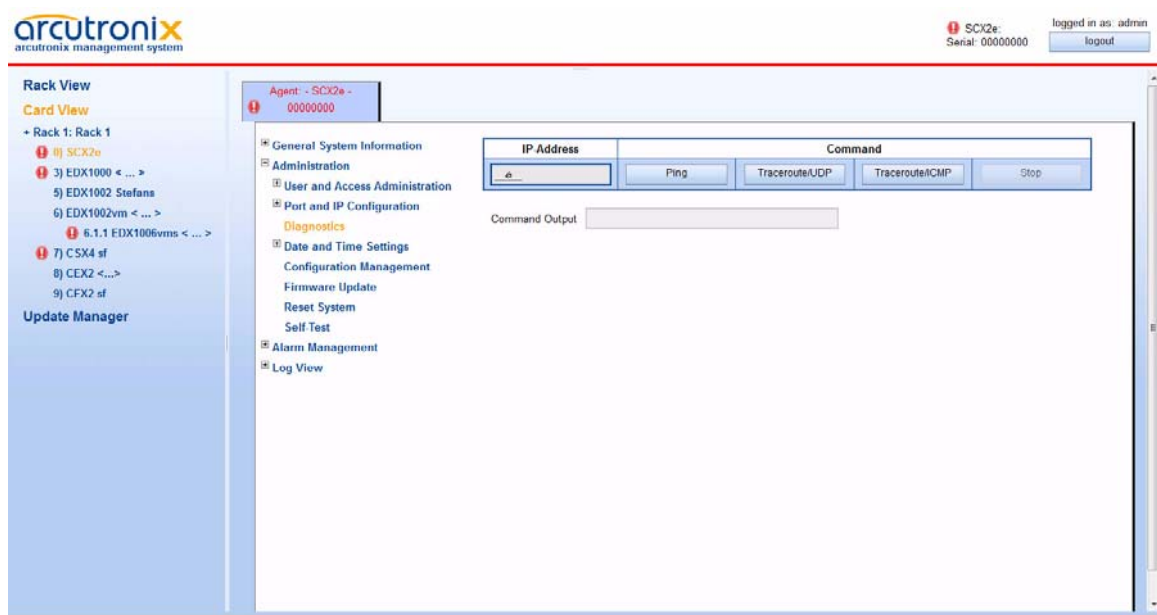 arcutronix
arcutronix management system
SCX2e:
Serial: 00000000
logged in as: admin
logout
Rack View
Card View
+ Rack 1: Rack 1
0) SCX2e
3) EDX1000 < ... >
5) EDX1002 Stefans
6) EDX1002vm < ... >
6.1.1 EDX1006vms < ... >
7) CSX4 sf
8) CEX2 <...>
9) CFX2 sf
Update Manager
Agent: - SCX2e -
00000000
General System Information
Administration
User and Access Administration
Port and IP Configuration
Diagnostics
Date and Time Settings
Configuration Management
Firmware Update
Reset System
Self-Test
Alarm Management
Log View
IP-Address Command
Ping Traceroute/UDP Traceroute/ICMP Stop
Command Output